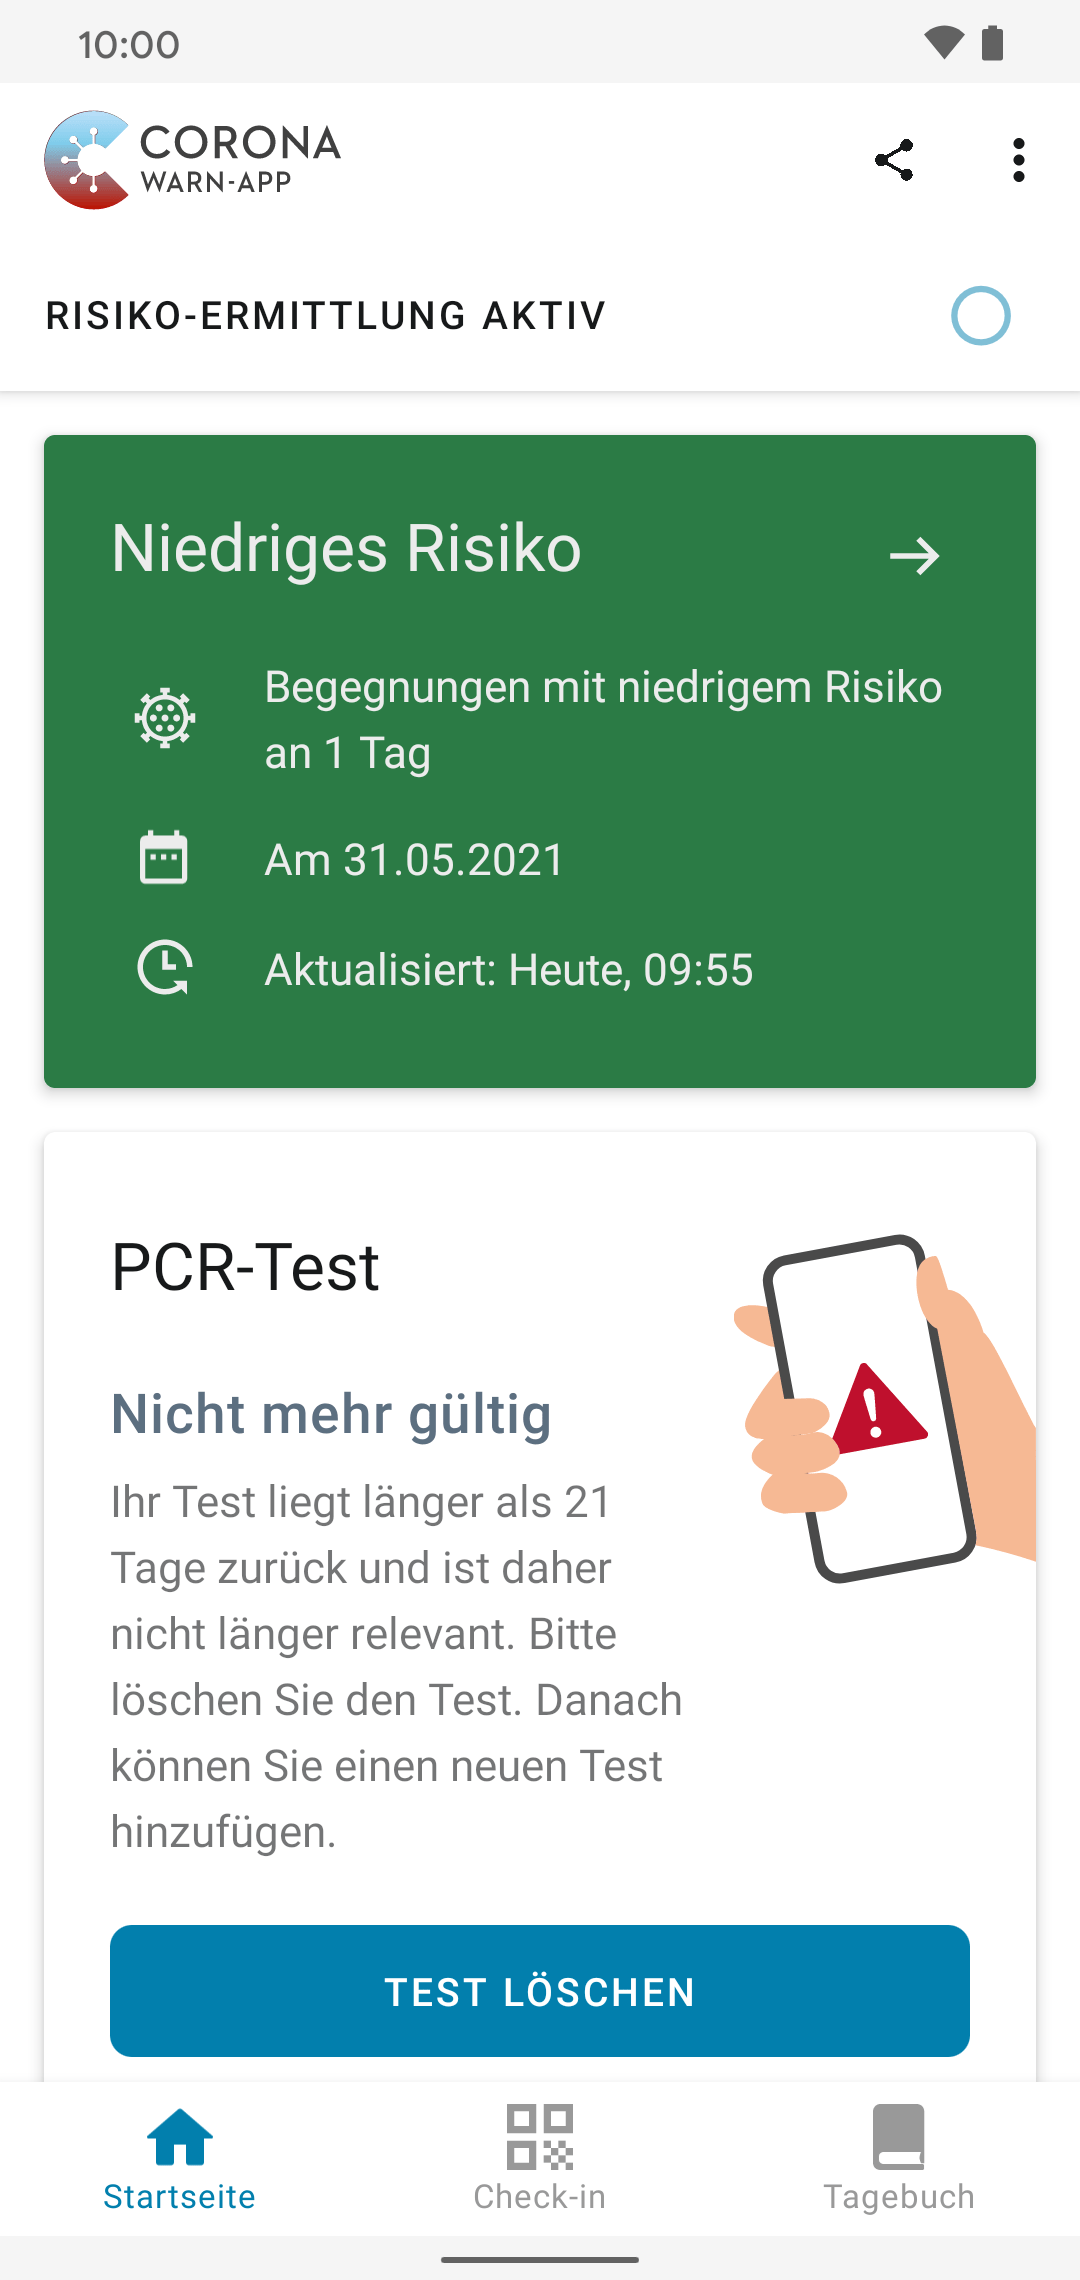 10:00
CORONA
WARN-APP
RISIKO-ERMITTLUNG AKTIV
Niedriges Risiko
Begegnungen mit niedrigem Risiko
an 1 Tag
Am 31.05.2021
Aktualisiert: Heute, 09:55
PCR-Test
Nicht mehr gültig
Ihr Test liegt länger als 21
Tage zurück und ist daher
nicht länger relevant. Bitte
löschen Sie den Test. Danach
können Sie einen neuen Test
hinzufügen.
TEST LÖSCHEN
Startseite
Check-in
Tagebuch